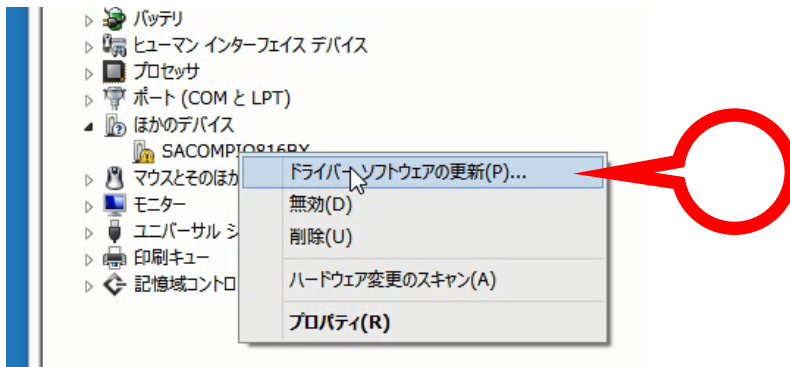 バッテリ
ヒューマン インターフェイス デバイス
プロセッサ
ポート (COM と LPT)
ほかのデバイス
マウスとそのほか
モニター
ユニバーサル シ
印刷キュー
記憶域コントロ
ドライバー ソフトウェアの更新(P)...
無効(D)
削除(U)
ハードウェア変更のスキャン(A)
プロパティ(R)